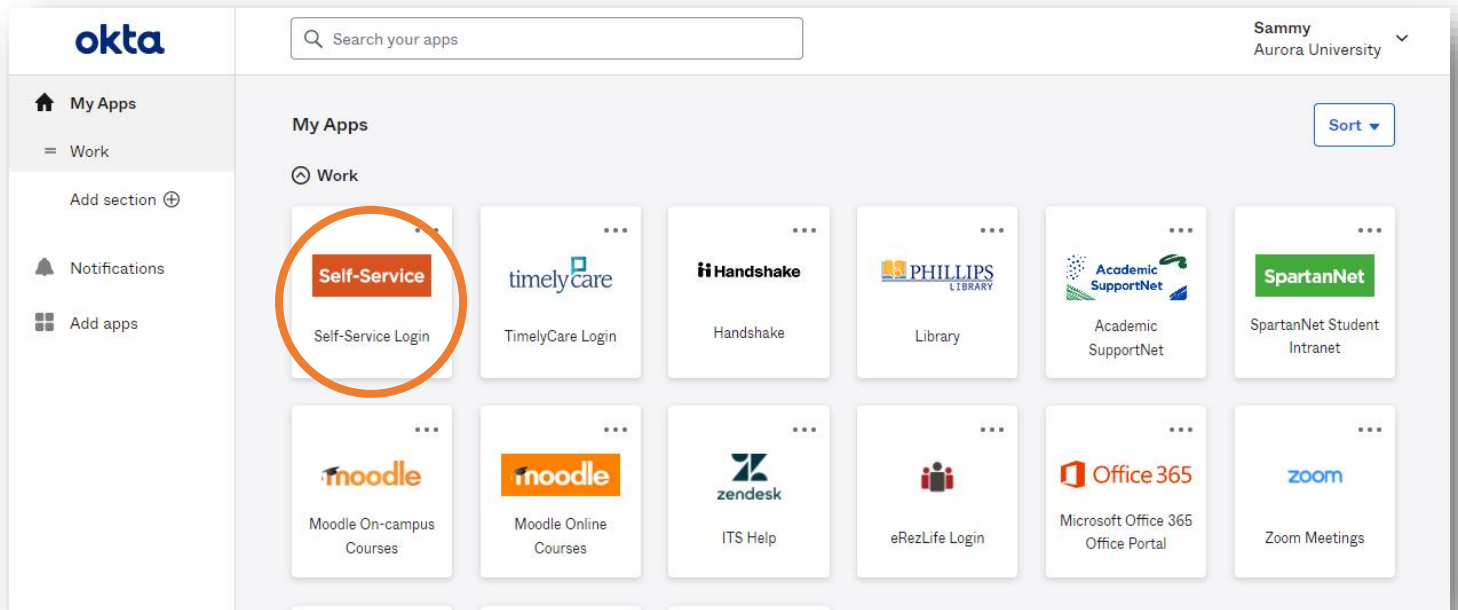 okta
Search your apps
Sammy
Aurora University
My Apps
Work
Add section
Notifications
Add apps
My Apps
Sort
Work
Self-Service
Self-Service Login
timelycare
TimelyCare Login
Handshake
Handshake
PHILLIPS
LIBRARY
Library
Academic
SupportNet
Academic
SupportNet
SpartanNet
SpartanNet Student
Intranet
moodle
Moodle On-campus
Courses
moodle
Moodle Online
Courses
zendesk
ITS Help
eRezLife Login
Office 365
Microsoft Office 365
Office Portal
zoom
Zoom Meetings